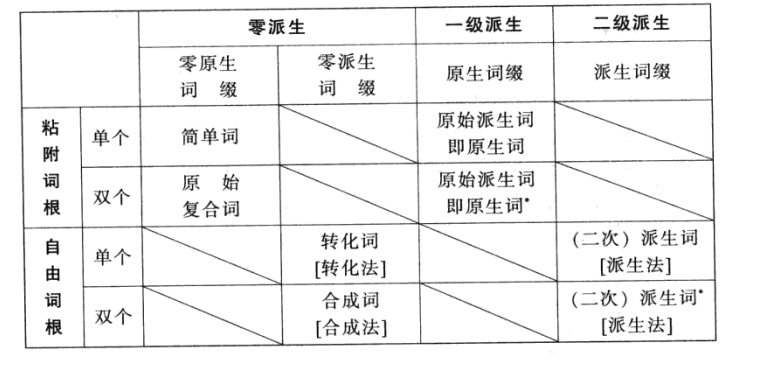 零派生 一级派生 二级派生
零原生 零派生 原生词缀 派生词缀
词 缀 词 缀
粘附词根 单个 简单词 原始派生词
即原生词
双个 原 始 原始派生词
复合词 即原生词*
自由词根 单个 转化词 (二次) 派生词
[转化法] [派生法]
双个 合成词 (二次) 派生词*
[合成法] [派生法]